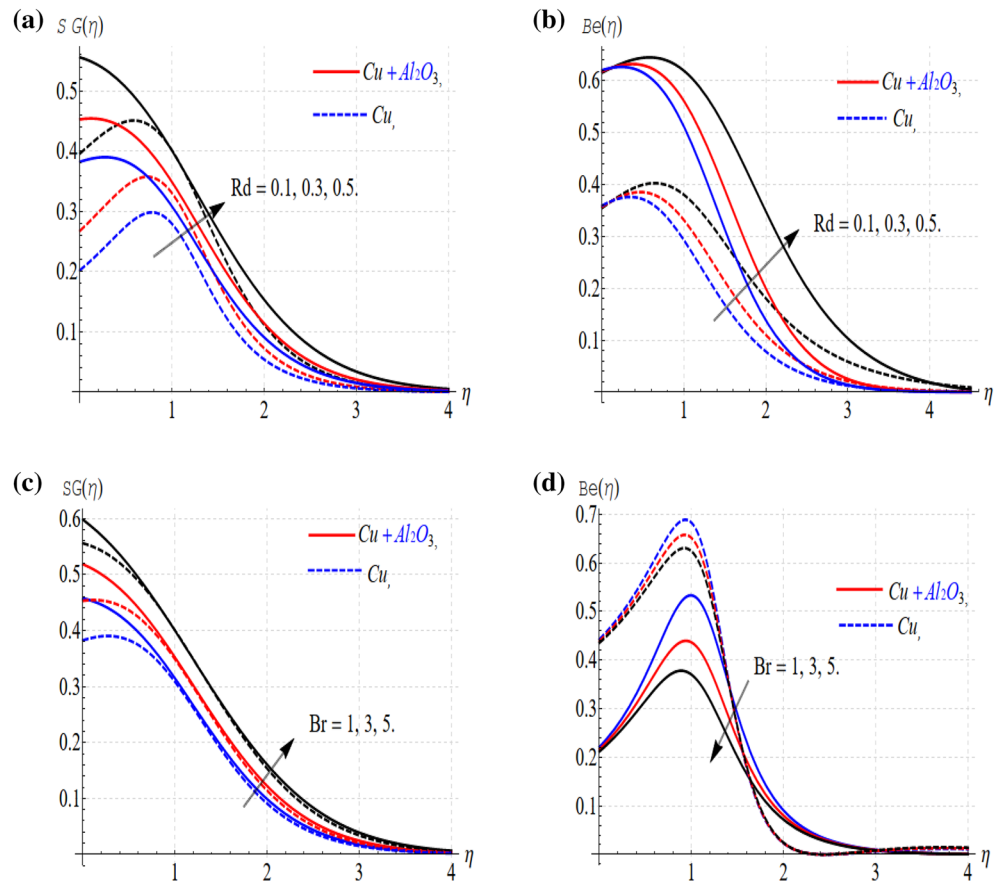 (a)
S G(η)
0.5
0.4
0.3
0.2
0.1
1
2
3
4
η
Cu +Al₂O₃,
Cu,
Rd = 0.1, 0.3, 0.5.
(b)
Be(η)
0.6
0.5
0.4
0.3
0.2
0.1
1
2
3
4
η
Cu +Al₂O₃,
Cu,
Rd = 0.1, 0.3, 0.5.
(c)
SG(η)
0.6
0.5
0.4
0.3
0.2
0.1
1
2
3
4
η
Cu +Al₂O₃,
Cu,
Br = 1, 3, 5.
(d)
Be(η)
0.7
0.6
0.5
0.4
0.3
0.2
0.1
1
2
3
4
η
Cu +Al₂O₃,
Cu,
Br = 1, 3, 5.